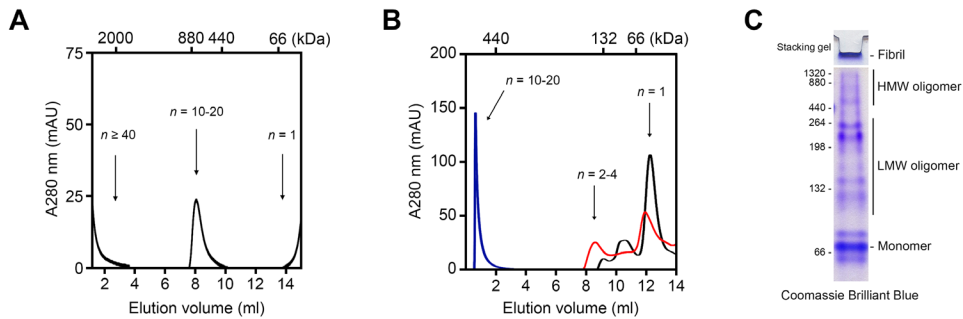 A
2000 880 440 66 (kDa)
75
50
25
0
A280 nm (mAU)
n ≥ 40
n = 10-20
n = 1
2 4 6 8 10 12 14
Elution volume (ml)
B
440 132 66 (kDa)
200
150
100
50
0
A280 nm (mAU)
n = 10-20
n = 1
n = 2-4
2 4 6 8 10 12 14
Elution volume (ml)
C
Stacking gel
- Fibril
1320 -
880 -
440 -
264 -
198 -
132 -
66 -
HMW oligomer
LMW oligomer
- Monomer
Coomassie Brilliant Blue